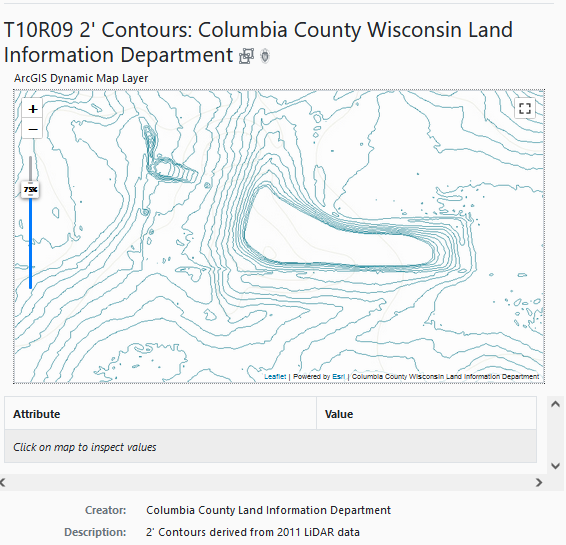 T10R09 2' Contours: Columbia County Wisconsin Land
Information Department
ArcGIS Dynamic Map Layer
+
−
75%
Leaflet | Powered by Esri | Columbia County Wisconsin Land Information Department
Attribute Value
Click on map to inspect values
Creator: Columbia County Land Information Department
Description: 2' Contours derived from 2011 LiDAR data